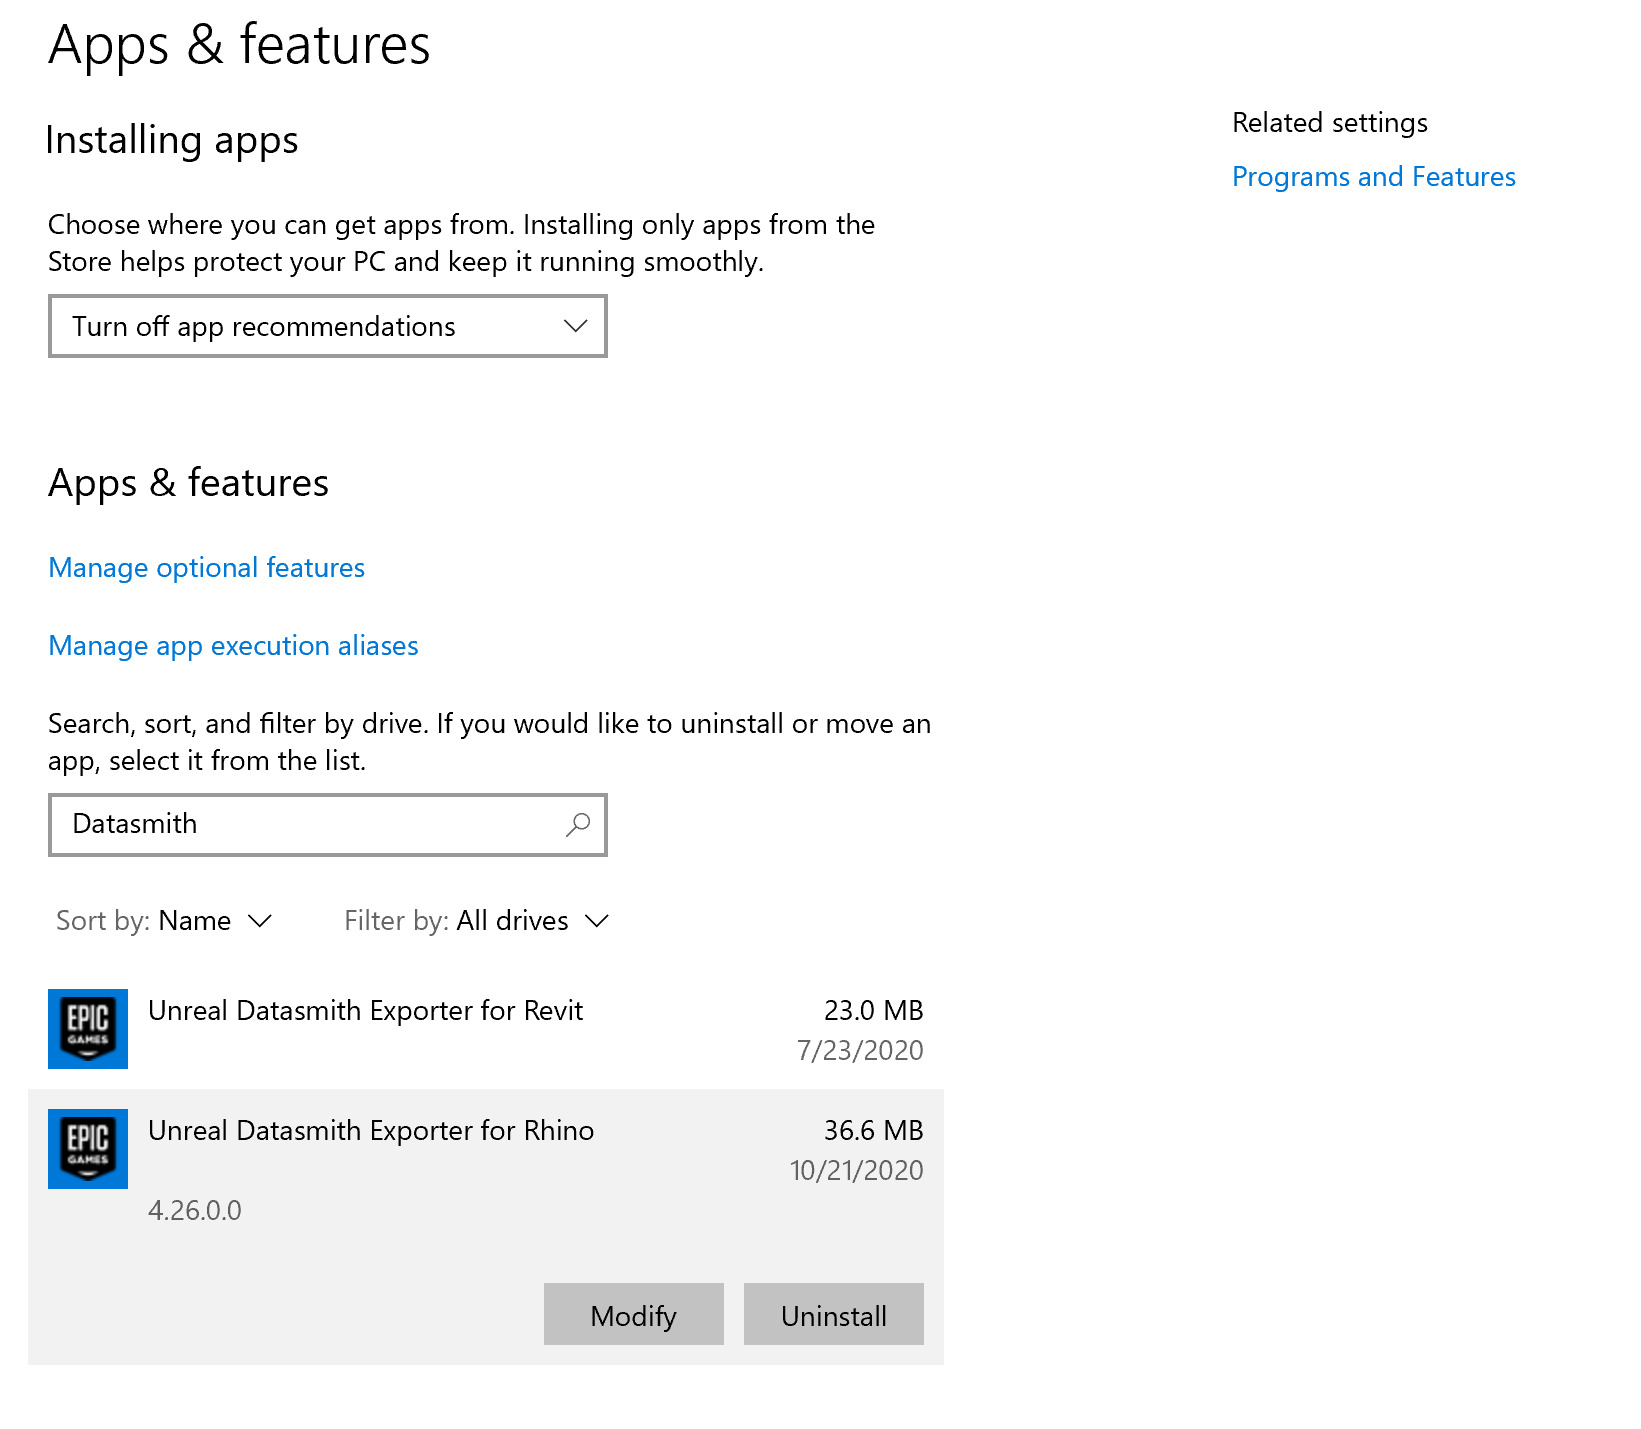 Apps & features
Installing apps
Choose where you can get apps from. Installing only apps from the
Store helps protect your PC and keep it running smoothly.
Turn off app recommendations
Related settings
Programs and Features
Apps & features
Manage optional features
Manage app execution aliases
Search, sort, and filter by drive. If you would like to uninstall or move an
app, select it from the list.
Datasmith
Sort by: Name Filter by: All drives
EPIC
GAMES
Unreal Datasmith Exporter for Revit 23.0 MB
7/23/2020
EPIC
GAMES
Unreal Datasmith Exporter for Rhino 36.6 MB
10/21/2020
4.26.0.0
Modify Uninstall